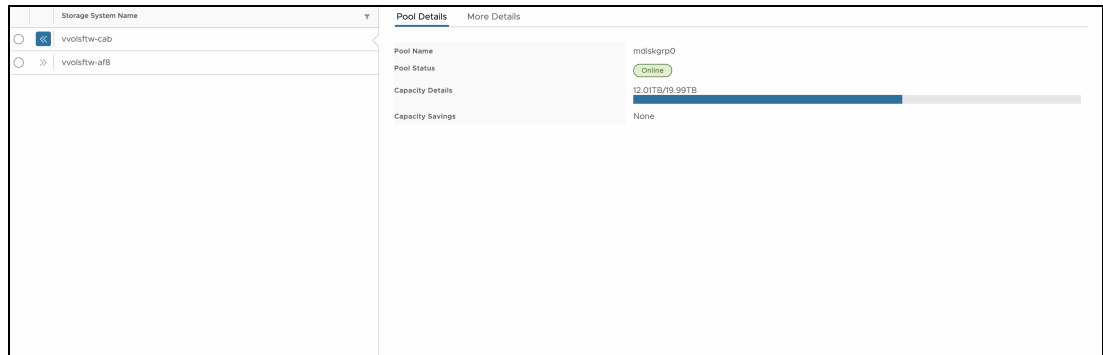 Storage System Name
vvolsftw-cab
vvolsftw-af8
Pool Details More Details
Pool Name mdiskgrp0
Pool Status Online
Capacity Details 12.01TB/19.99TB
Capacity Savings None